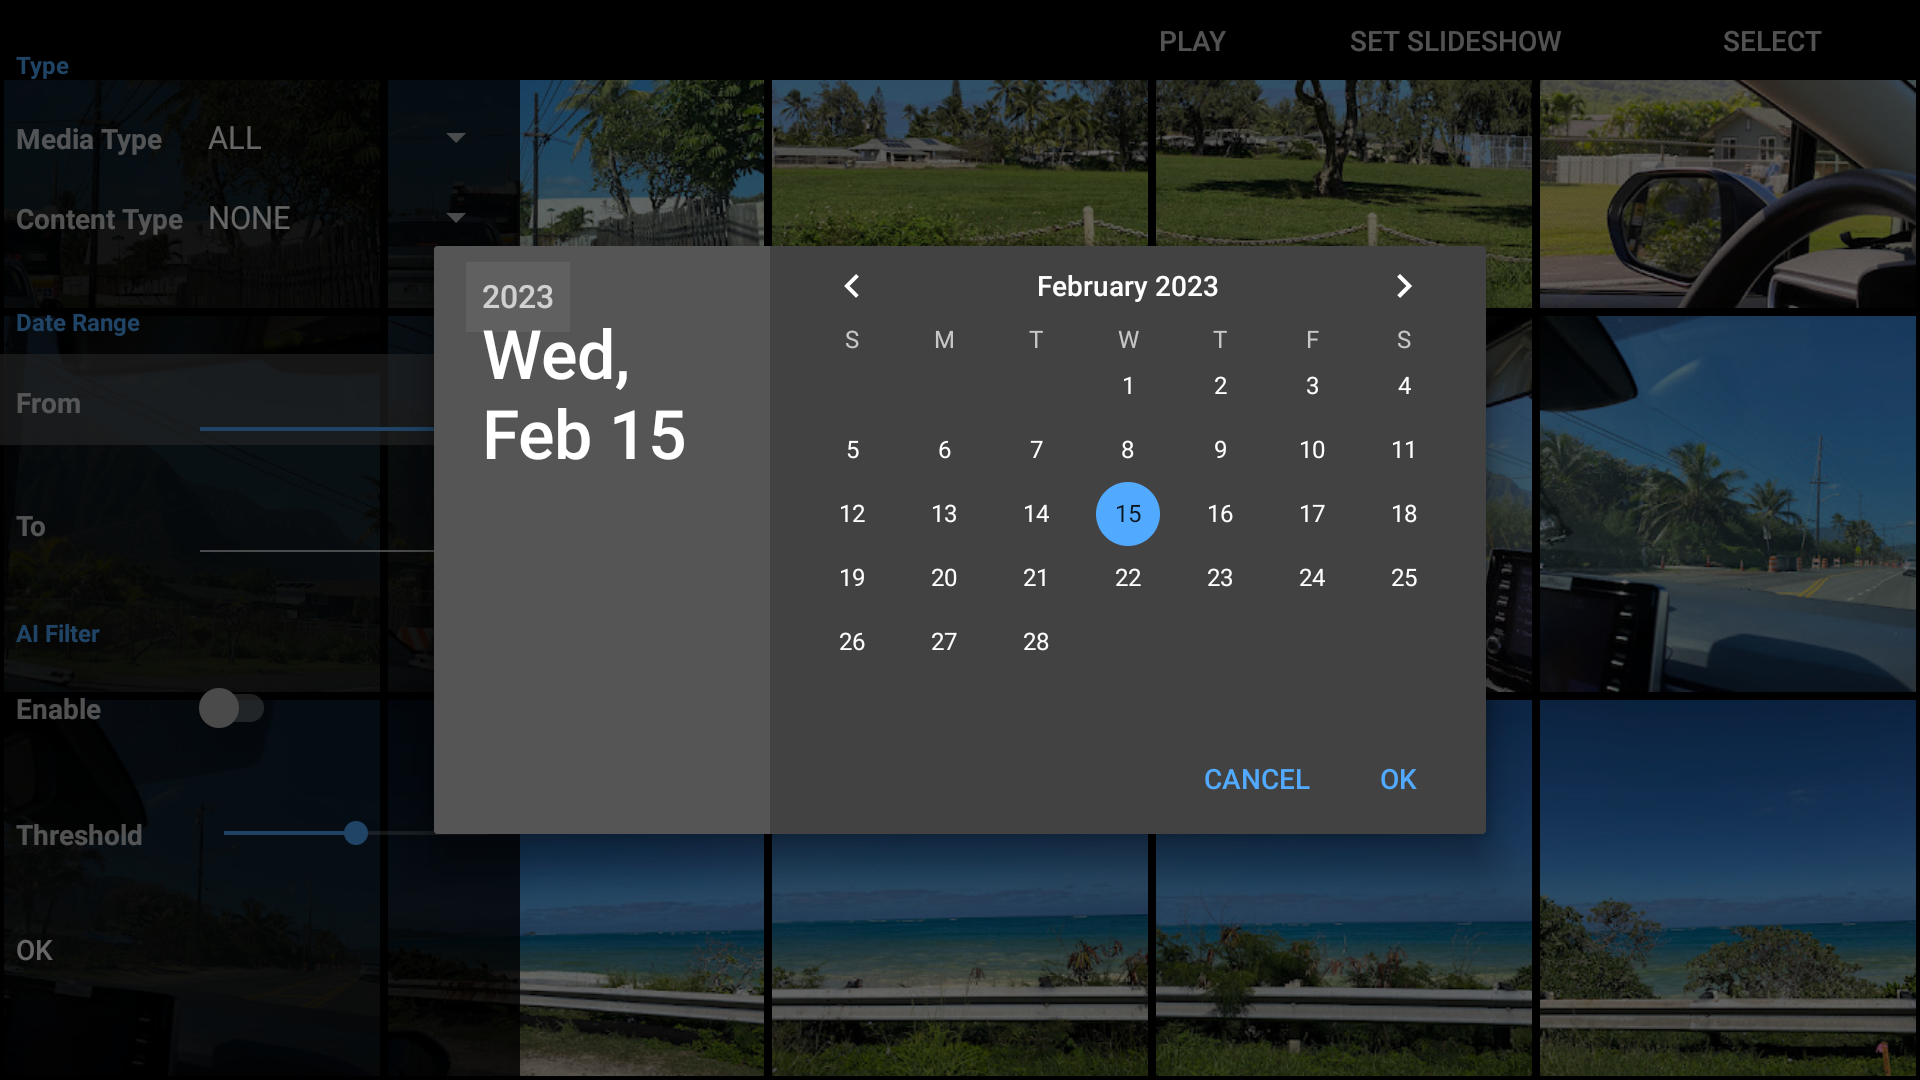 PLAY SET SLIDESHOW SELECT
Type
Media Type ALL
Content Type NONE
Date Range
From
To
AI Filter
Enable
Threshold
OK
2023
Wed,
Feb 15
February 2023
S M T W T F S
1 2 3 4
5 6 7 8 9 10 11
12 13 14 15 16 17 18
19 20 21 22 23 24 25
26 27 28
CANCEL OK